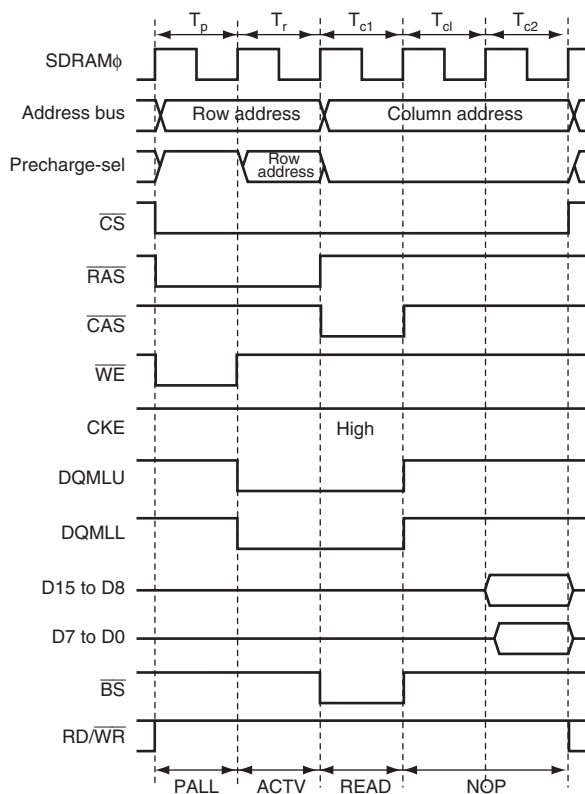 Tp Tr Tc1 Tcl Tc2
SDRAMϕ
Address bus Row address Column address
Precharge-sel Row address
CS
RAS
CAS
WE
CKE High
DQMLU
DQMLL
D15 to D8
D7 to D0
BS
RD/WR
PALL ACTV READ NOP